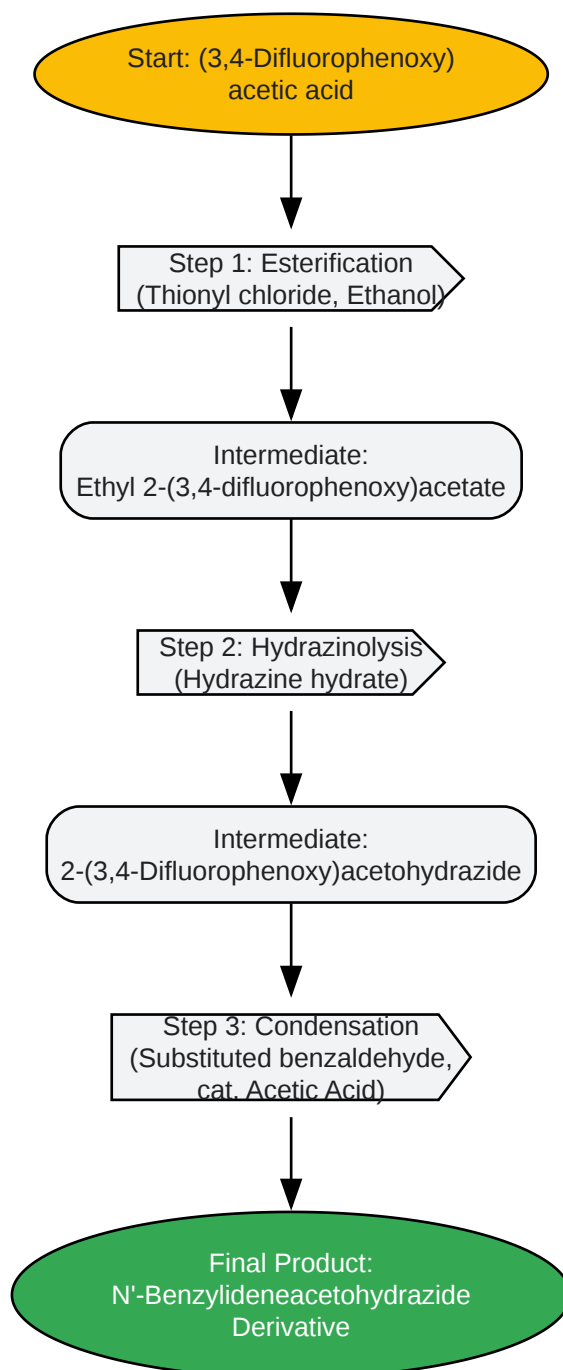 Start: (3,4-Difluorophenoxy)
acetic acid
Step 1: Esterification
(Thionyl chloride, Ethanol)
Intermediate:
Ethyl 2-(3,4-difluorophenoxy)acetate
Step 2: Hydrazinolysis
(Hydrazine hydrate)
Intermediate:
2-(3,4-Difluorophenoxy)acetohydrazide
Step 3: Condensation
(Substituted benzaldehyde,
cat. Acetic Acid)
Final Product:
N'-Benzylideneacetohydrazide
Derivative